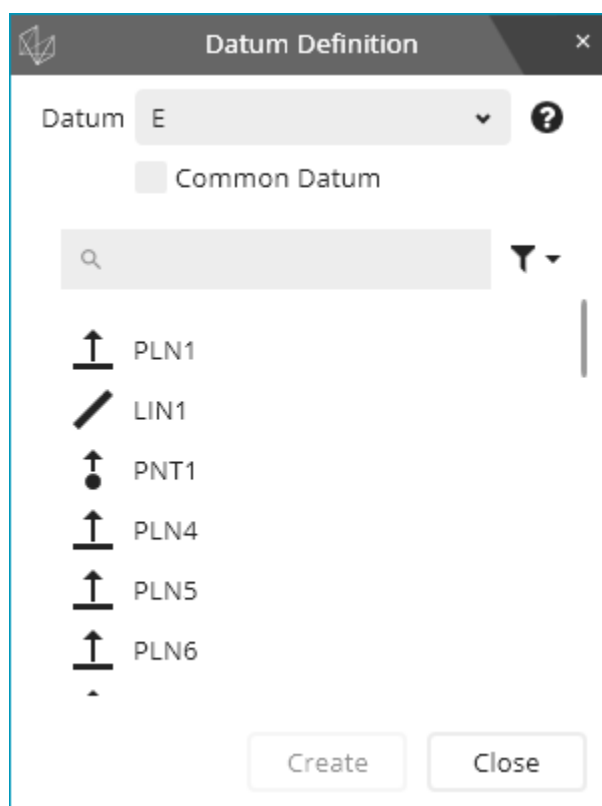 Datum Definition
Datum E
Common Datum
PLN1
LIN1
PNT1
PLN4
PLN5
PLN6
Create Close